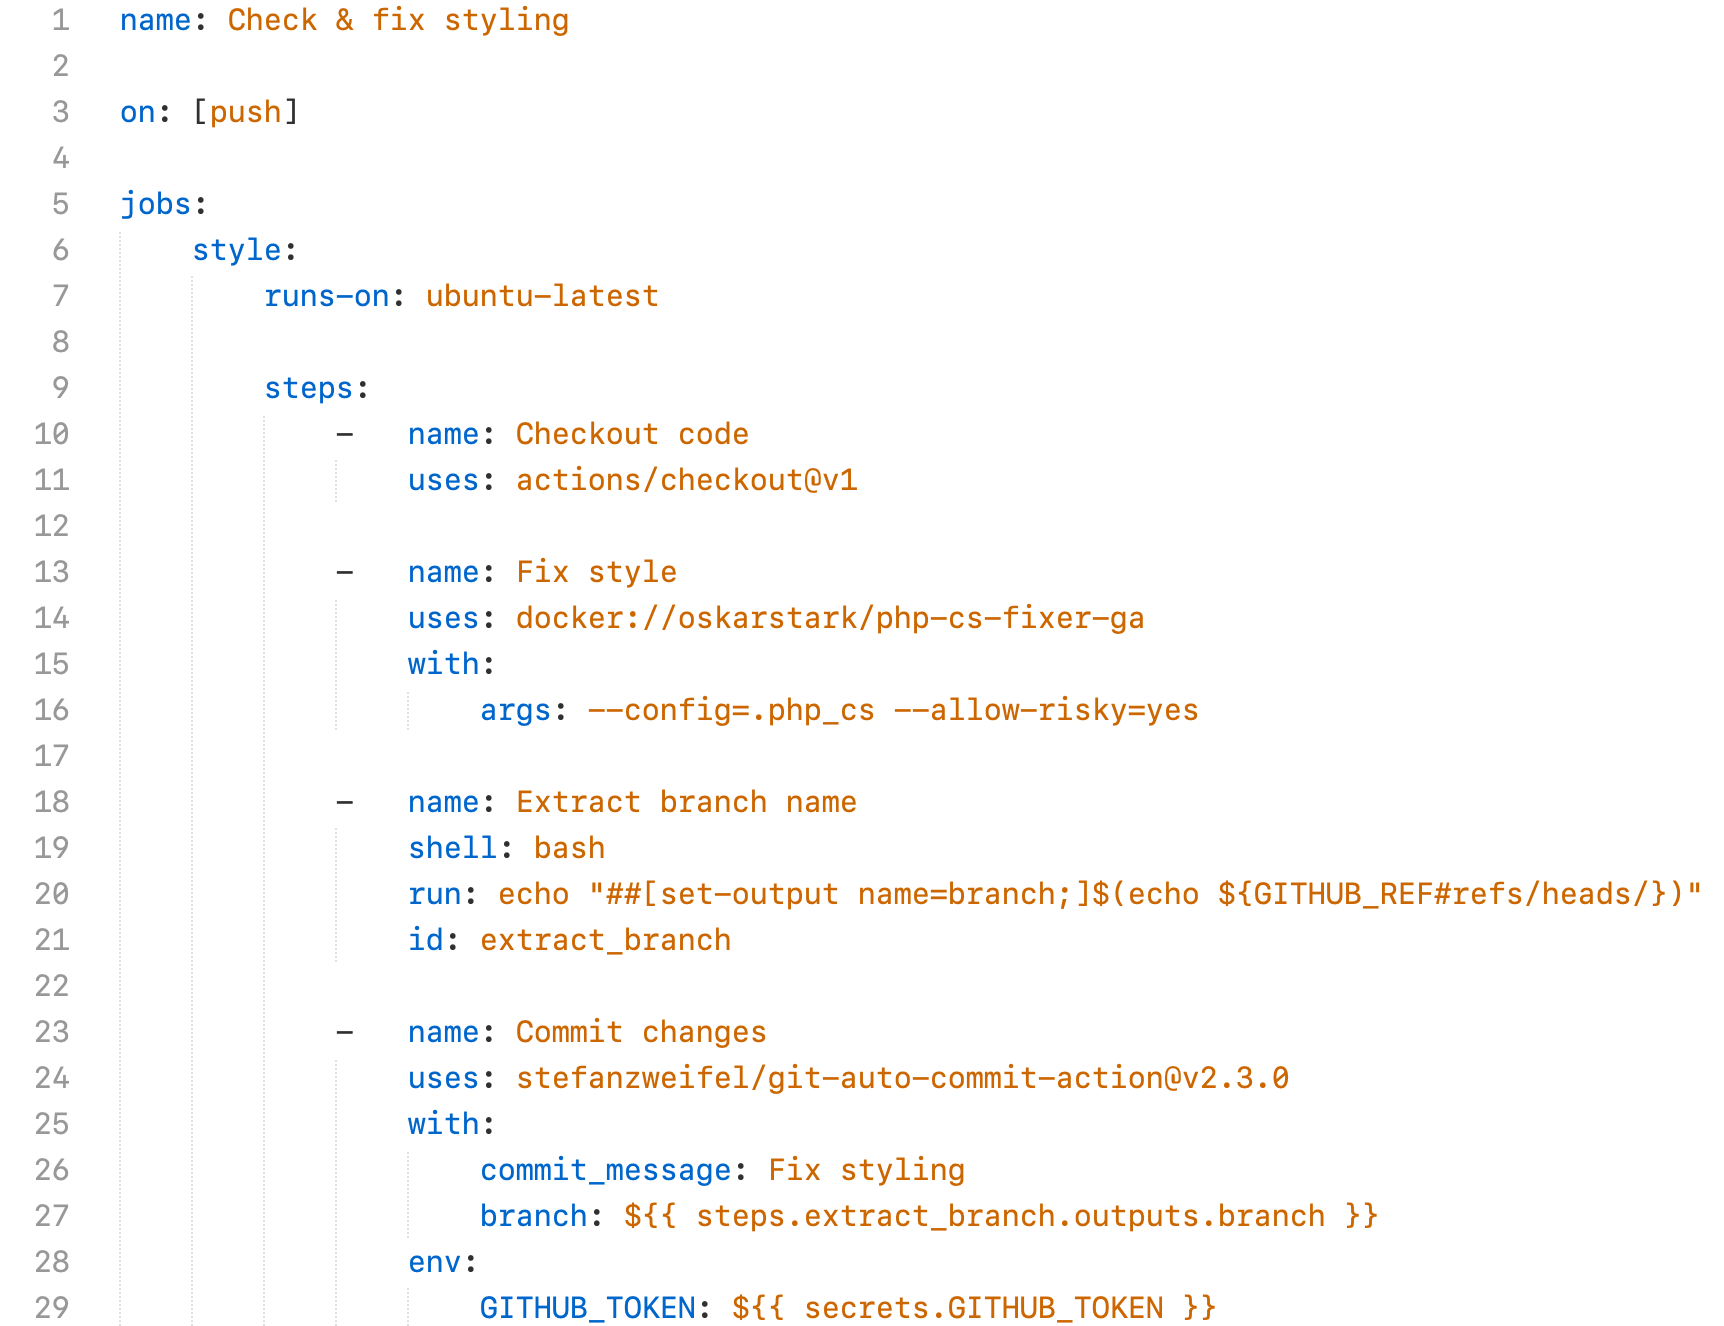 1 name: Check & fix styling
2
3 on: [push]
4
5 jobs:
6 style:
7 runs-on: ubuntu-latest
8
9 steps:
10 - name: Checkout code
11 uses: actions/checkout@v1
12
13 - name: Fix style
14 uses: docker://oskarstark/php-cs-fixer-ga
15 with:
16 args: --config=.php_cs --allow-risky=yes
17
18 - name: Extract branch name
19 shell: bash
20 run: echo "##[set-output name=branch;]$(echo ${GITHUB_REF#refs/heads/})"
21 id: extract_branch
22
23 - name: Commit changes
24 uses: stefanzweifel/git-auto-commit-action@v2.3.0
25 with:
26 commit_message: Fix styling
27 branch: ${{ steps.extract_branch.outputs.branch }}
28 env:
29 GITHUB_TOKEN: ${{ secrets.GITHUB_TOKEN }}